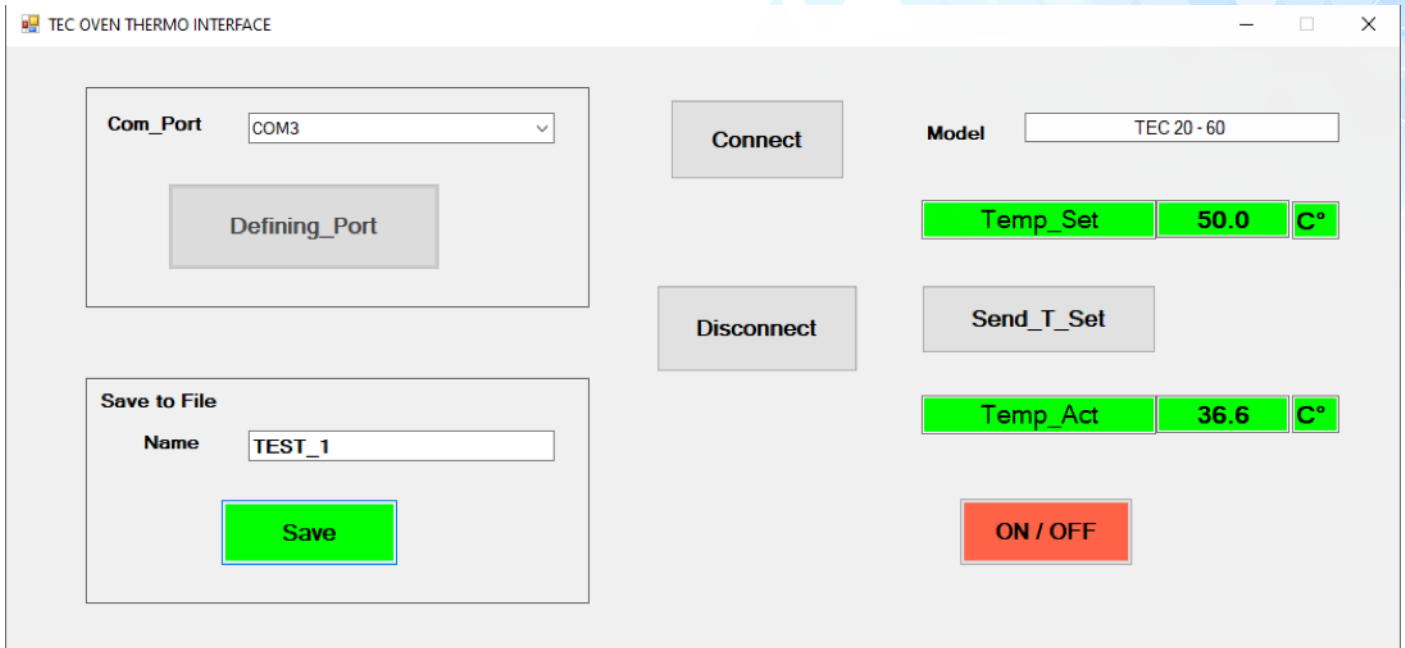 TEC OVEN THERMO INTERFACE
Com_Port COM3
Defining_Port
Connect
Model TEC 20 - 60
Temp_Set 50.0 C°
Disconnect
Send_T_Set
Save to File
Name TEST_1
Save
Temp_Act 36.6 C°
ON / OFF